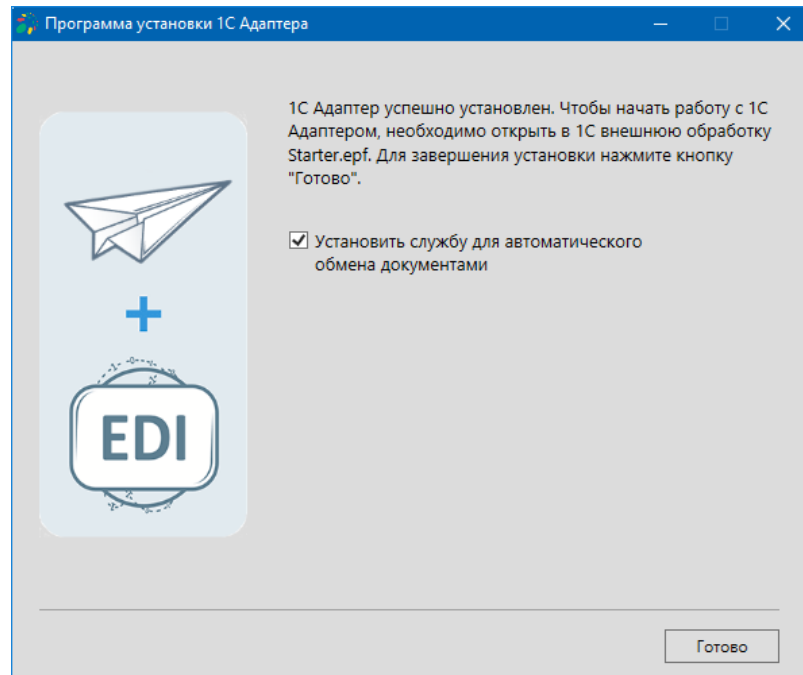 Программа установки 1С Адаптера
1С Адаптер успешно установлен. Чтобы начать работу с 1С
Адаптером, необходимо открыть в 1С внешнюю обработку
Starter.epf. Для завершения установки нажмите кнопку
"Готово".
Установить службу для автоматического
обмена документами
+
EDI
Готово